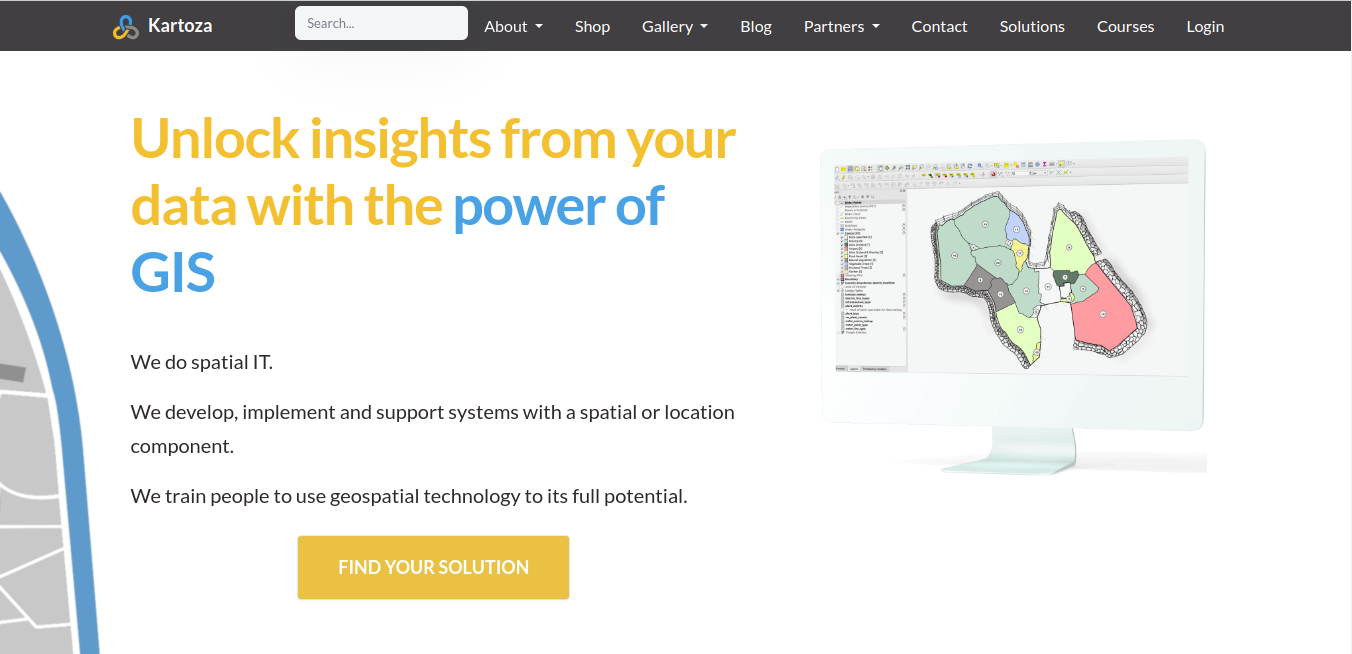 Kartoza
Search...
About
Shop
Gallery
Blog
Partners
Contact
Solutions
Courses
Login
Unlock insights from your
data with the power of
GIS
We do spatial IT.
We develop, implement and support systems with a spatial or location
component.
We train people to use geospatial technology to its full potential.
FIND YOUR SOLUTION